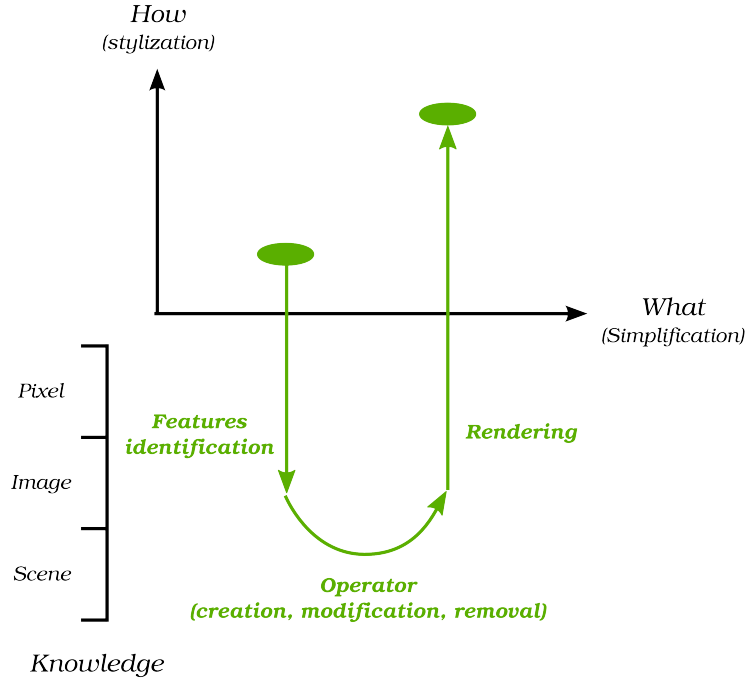 How
(stylization)
What
(Simplification)
Pixel
Features
identification
Rendering
Image
Scene
Operator
(creation, modification, removal)
Knowledge